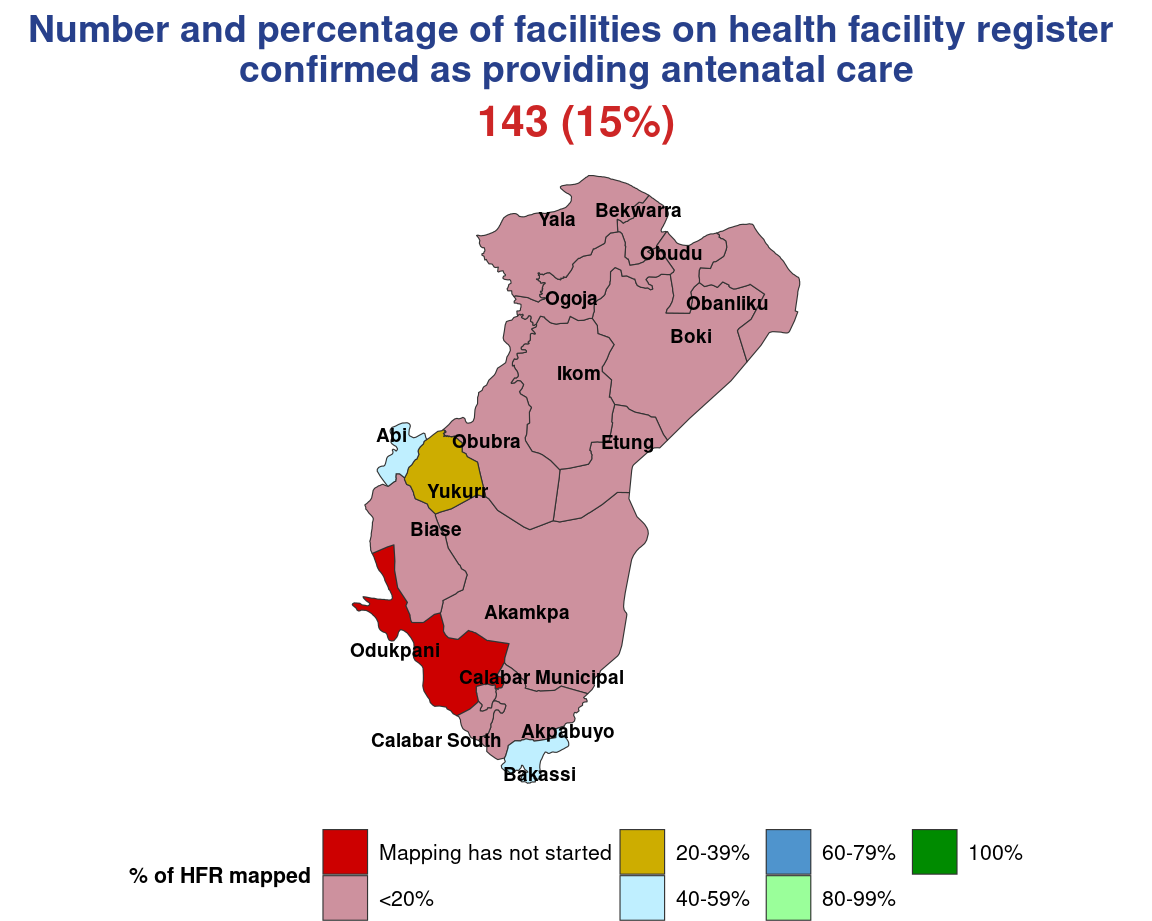 Number and percentage of facilities on health facility register
confirmed as providing antenatal care
143 (15%)
Bekwarra
Yala
Obudu
Ogoja
Obanliku
Boki
Ikom
Abi
Obubra
Etung
Yukurr
Biase
Akamkpa
Odukpani
Calabar Municipal
Akpabuyo
Calabar South
Bakassi
% of HFR mapped
Mapping has not started
<20%
20-39%
40-59%
60-79%
80-99%
100%